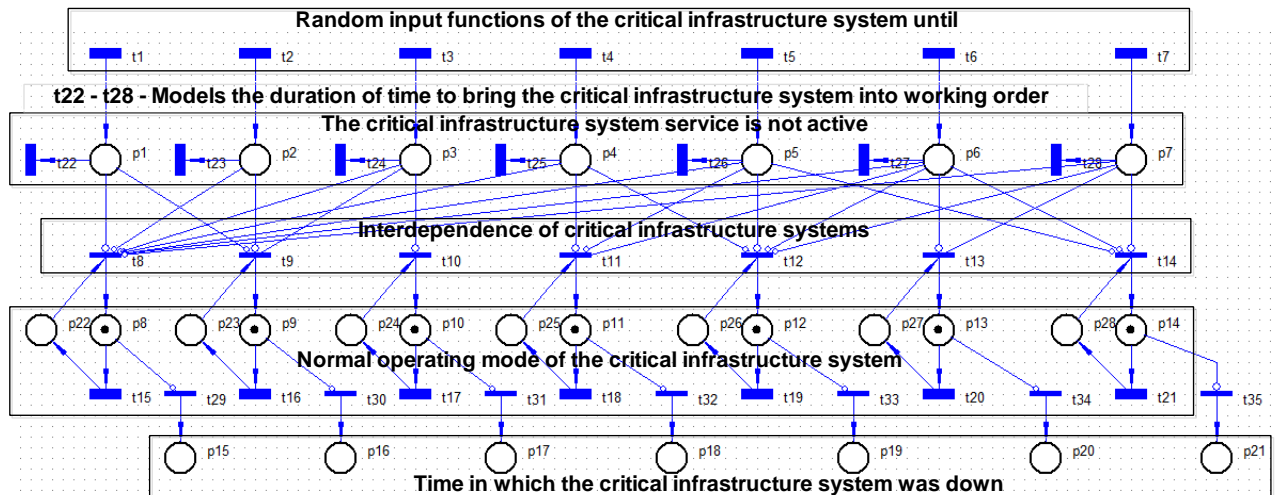 Random input functions of the critical infrastructure system until
t1 t2 t3 t4 t5 t6 t7
t22 - t28 - Models the duration of time to bring the critical infrastructure system into working order
The critical infrastructure system service is not active
t22 p1 t23 p2 t24 p3 t25 p4 t26 p5 t27 p6 t28 p7
Interdependence of critical infrastructure systems
t8 t9 t10 t11 t12 t13 t14
p22 p8 p23 p9 p24 p10 p25 p11 p26 p12 p27 p13 p28 p14
Normal operating mode of the critical infrastructure system
t15 t29 t16 t30 t17 t31 t18 t32 t19 t33 t20 t34 t21 t35
p15 p16 p17 p18 p19 p20 p21
Time in which the critical infrastructure system was down